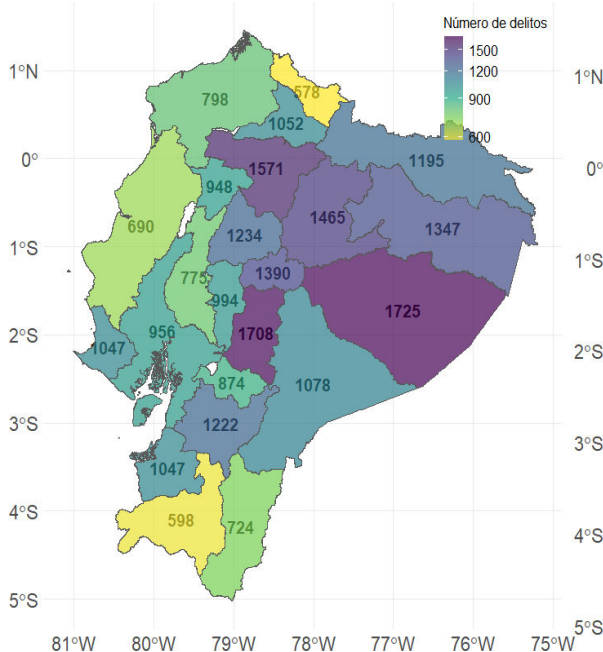 Número de delitos
1500
1200
900
600
1°N
0°
1°S
2°S
3°S
4°S
5°S
1°N
0°
1°S
2°S
3°S
4°S
5°S
578
798
1052
1195
1571
948
1465
690
1234
1347
775
1390
994
1725
956
1708
1047
874
1078
1222
1047
598
724
81°W
80°W
79°W
78°W
77°W
76°W
75°W